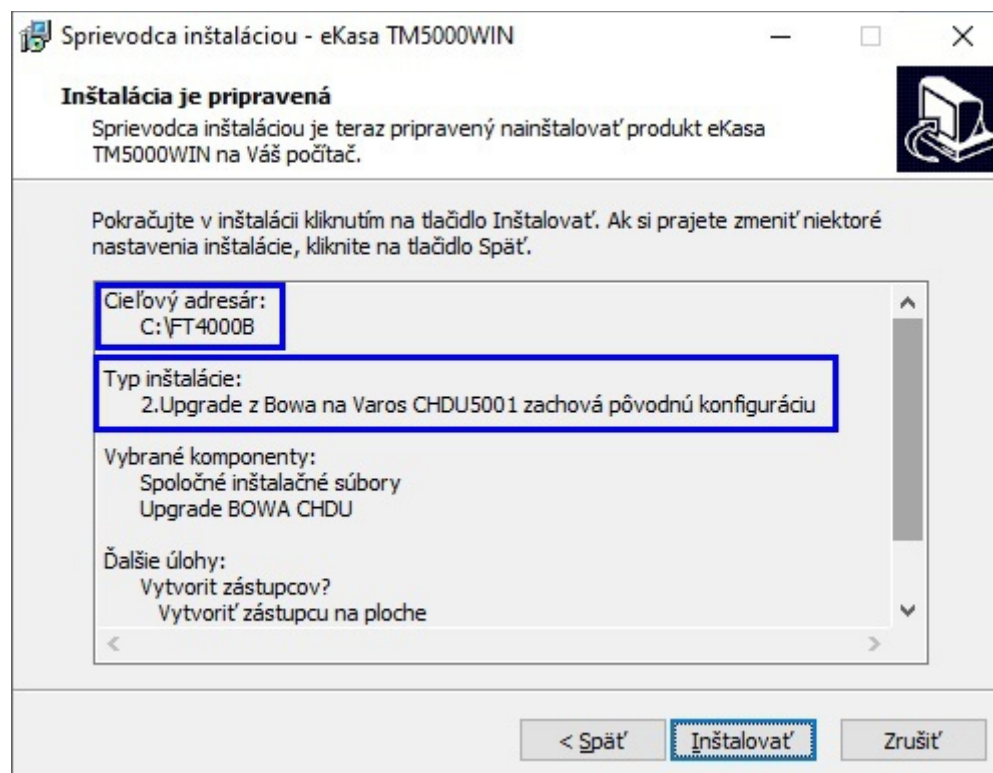 Sprievodca inštaláciou - eKasa TM5000WIN
Inštalácia je pripravená
Sprievodca inštaláciou je teraz pripravený nainštalovať produkt eKasa
TM5000WIN na Váš počítač.
Pokračujte v inštalácii kliknutím na tlačidlo Inštalovať. Ak si prajete zmeniť niektoré
nastavenia inštalácie, kliknite na tlačidlo Späť.
Cieľový adresár:
C:\FT4000B
Typ inštalácie:
2.Upgrade z Bowa na Varos CHDU5001 zachová pôvodnú konfiguráciu
Vybrané komponenty:
Spoločné inštalačné súbory
Upgrade BOWA CHDU
Ďalšie úlohy:
Vytvorit zástupcov?
Vytvoriť zástupcu na ploche
< Späť
Inštalovať
Zrušiť